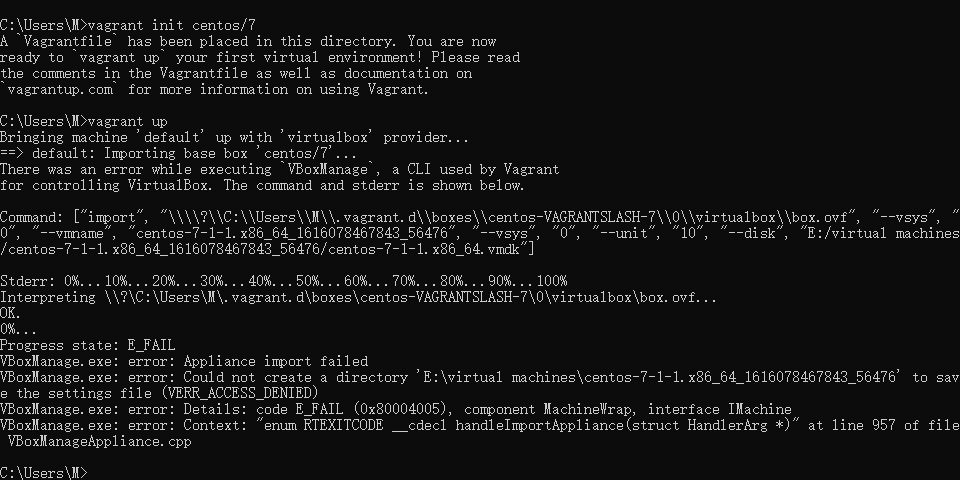 C:\Users\M>vagrant init centos/7
A `Vagrantfile` has been placed in this directory. You are now
ready to `vagrant up` your first virtual environment! Please read
the comments in the Vagrantfile as well as documentation on
`vagrantup.com` for more information on using Vagrant.
C:\Users\M>vagrant up
Bringing machine 'default' up with 'virtualbox' provider...
==> default: Importing base box 'centos/7'...
There was an error while executing `VBoxManage`, a CLI used by Vagrant
for controlling VirtualBox. The command and stderr is shown below.
Command: ["import", "\\\\?\\C:\\Users\\M\\.vagrant.d\\boxes\\centos-VAGRANTSLASH-7\\0\\virtualbox\\box.ovf", "--vsys", "
0", "--vmname", "centos-7-1-1.x86_64_1616078467843_56476", "--vsys", "0", "--unit", "10", "--disk", "E:/virtual machines
/centos-7-1-1.x86_64_1616078467843_56476/centos-7-1-1.x86_64.vmdk"]
Stderr: 0%...10%...20%...30%...40%...50%...60%...70%...80%...90%...100%
Interpreting \\?\C:\Users\M\.vagrant.d\boxes\centos-VAGRANTSLASH-7\0\virtualbox\box.ovf...
OK.
0%...
Progress state: E_FAIL
VBoxManage.exe: error: Appliance import failed
VBoxManage.exe: error: Could not create a directory 'E:\virtual machines\centos-7-1-1.x86_64_1616078467843_56476' to sav
e the settings file (VERR_ACCESS_DENIED)
VBoxManage.exe: error: Details: code E_FAIL (0x80004005), component MachineWrap, interface IMachine
VBoxManage.exe: error: Context: "enum RTEXITCODE __cdecl handleImportAppliance(struct HandlerArg *)" at line 957 of file
 VBoxManageAppliance.cpp
C:\Users\M>